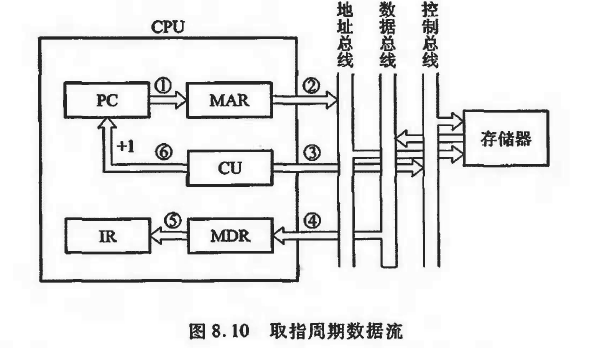 CPU
地址总线
数据总线
控制总线
PC
①
MAR
②
存储器
+1
⑥
CU
③
IR
⑤
MDR
④
图 8.10 取指周期数据流